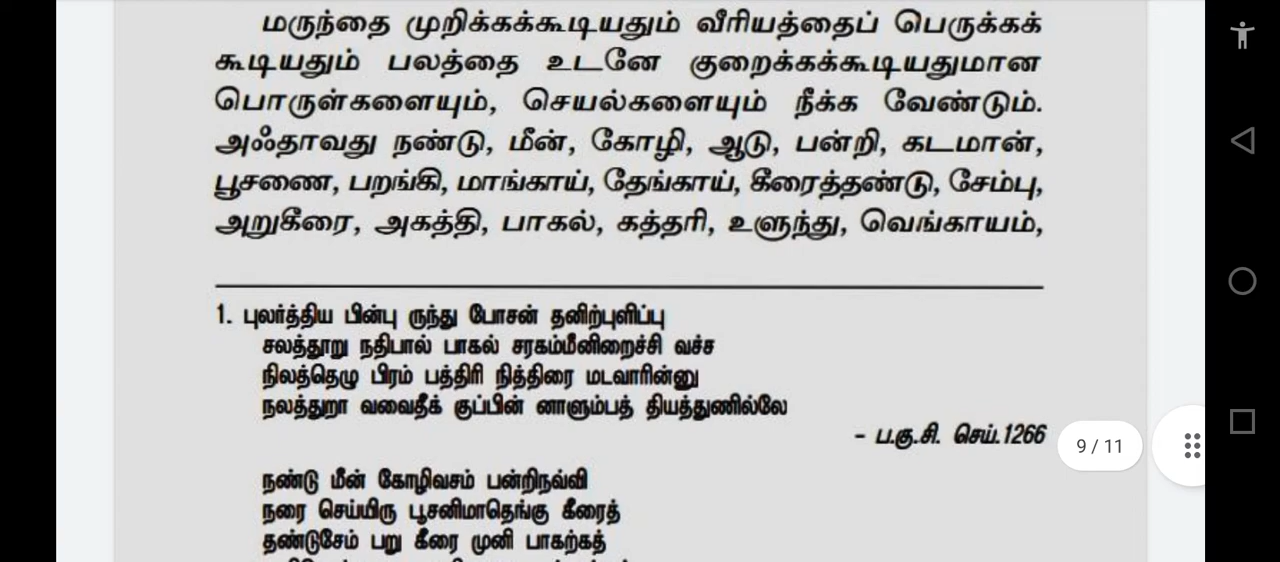 மருந்தை முறிக்கக்கூடியதும் வீரியத்தைப் பெருக்கக்
கூடியதும் பலத்தை உடனே குறைக்கக்கூடியதுமான
பொருள்களையும், செயல்களையும் நீக்க வேண்டும்.
அஃதாவது நண்டு, மீன், கோழி, ஆடு, பன்றி, கடமான்,
பூசணை, பறங்கி, மாங்காய், தேங்காய், கீரைத்தண்டு, சேம்பு,
அறுகீரை, அகத்தி, பாகல், கத்தரி, உளுந்து, வெங்காயம்,
1. புலர்த்திய பின்பு ருந்து போசன் தனிற்புளிப்பு
சலத்தூறு நதிபால் பாகல் சரகம்மீனிறைச்சி வச்ச
நிலத்தெழு பிரம் பத்திரி நித்திரை மடவாரின்னு
நலத்துறா வவைதீக் குப்பின் னாளும்பத் தியத்துணில்லே
- ப.கு.சி. செய்.1266
9 / 11
நண்டு மீன் கோழிவசம் பன்றிநவ்வி
நரை செய்யிரு பூசனிமாதெங்கு கீரைத்
தண்டுசேம் பறு கீரை முனி பாகற்கத்